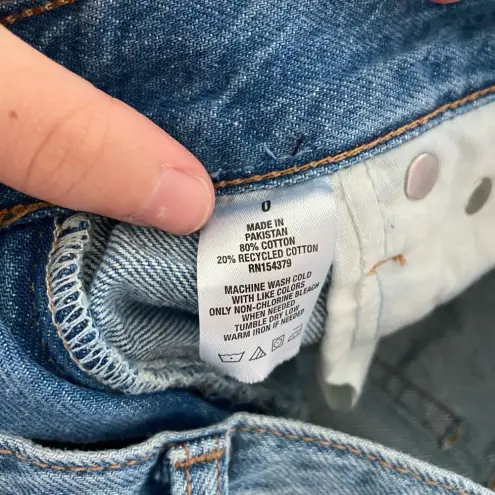 0
MADE IN
PAKISTAN
80% COTTON
20% RECYCLED COTTON
RN154379
MACHINE WASH COLD
WITH LIKE COLORS
ONLY NON-CHLORINE BLEACH
WHEN NEEDED
TUMBLE DRY LOW
WARM IRON IF NEEDED